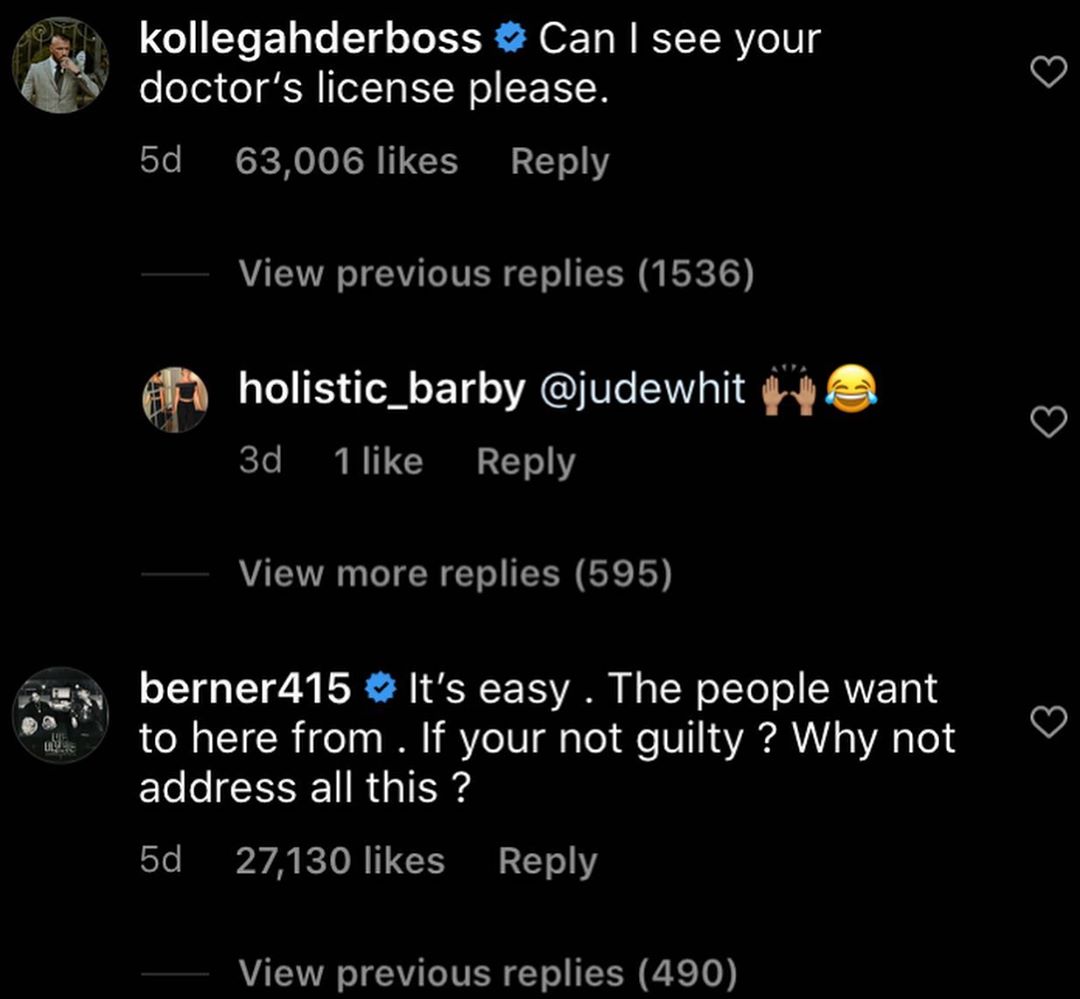 kollegahderboss Can I see your
doctor‘s license please.
5d 63,006 likes Reply
View previous replies (1536)
holistic_barby @judewhit 🙌🏽😂
3d 1 like Reply
View more replies (595)
berner415 It’s easy . The people want
to here from . If your not guilty ? Why not
address all this ?
5d 27,130 likes Reply
View previous replies (490)